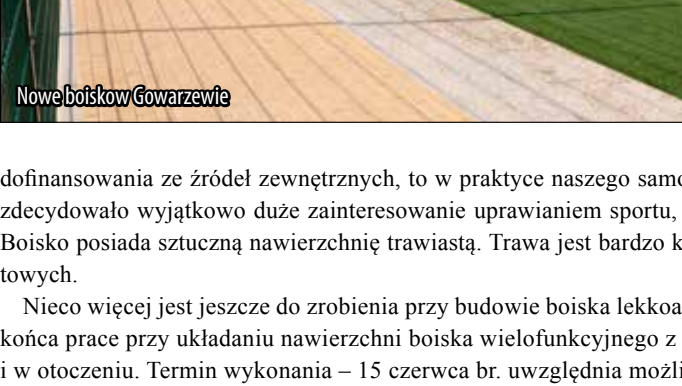 Nowe boiskow Gowarzewie
dofinansowania ze źródeł zewnętrznych, to w praktyce naszego samo
zdecydowało wyjątkowo duże zainteresowanie uprawianiem sportu,
Boisko posiada sztuczną nawierzchnię trawiastą. Trawa jest bardzo k
towych.
Nieco więcej jest jeszcze do zrobienia przy budowie boiska lekkoa
końca prace przy układaniu nawierzchni boiska wielofunkcyjnego z
i w otoczeniu. Termin wykonania – 15 czerwca br. uwzględnia możli